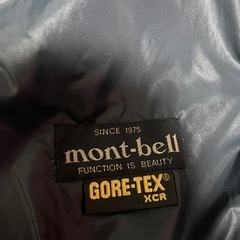 SINCE 1975
mont-bell
FUNCTION IS BEAUTY
GORE-TEX®
XCR